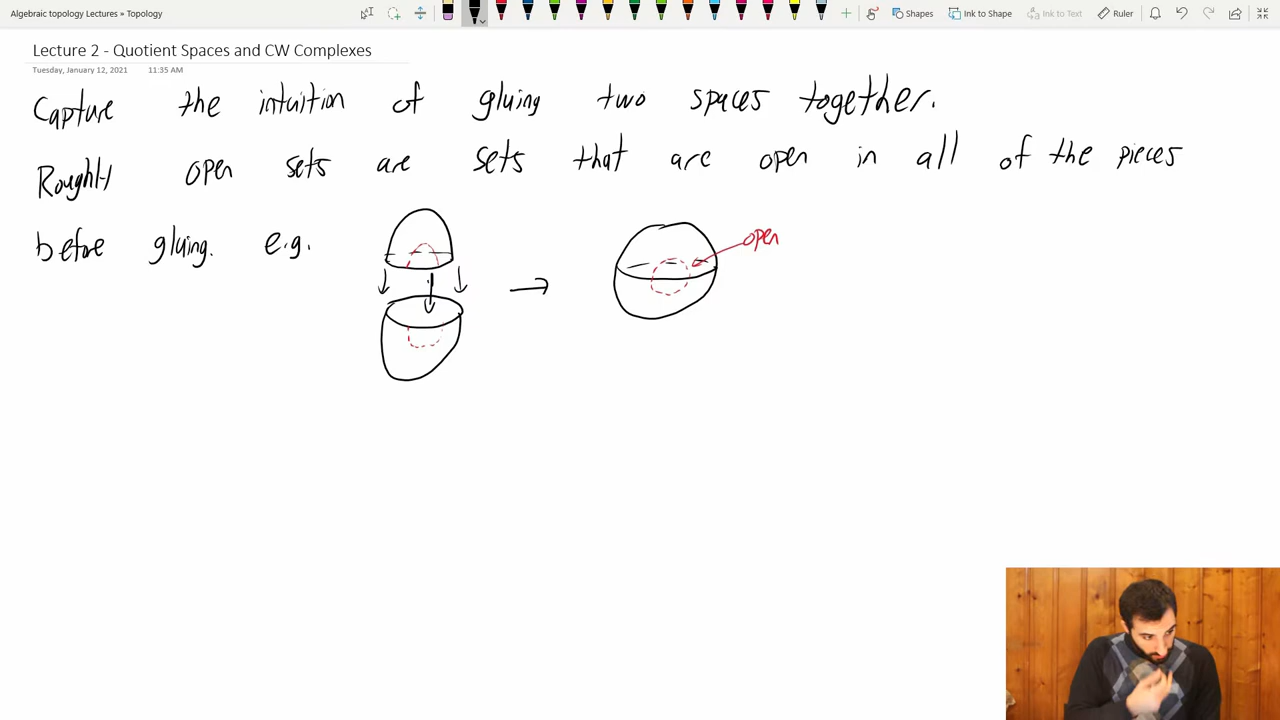 Algebraic topology Lectures » Topology
Shapes Ink to Shape Ink to Text Ruler
Lecture 2 - Quotient Spaces and CW Complexes
Tuesday, January 12, 2021 11:35 AM
Capture the intuition of gluing two spaces together.
Roughly open sets are sets that are open in all of the pieces
before gluing. e.g.
open